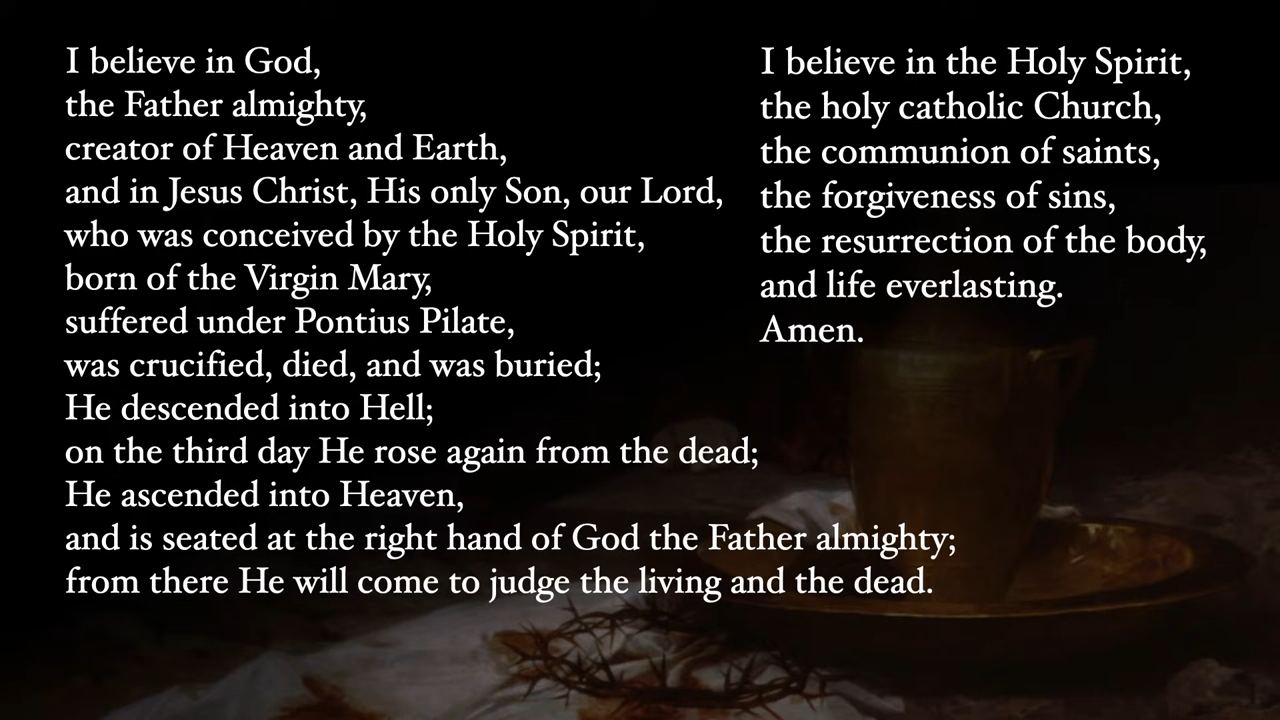 I believe in God,
the Father almighty,
creator of Heaven and Earth,
and in Jesus Christ, His only Son, our Lord,
who was conceived by the Holy Spirit,
born of the Virgin Mary,
suffered under Pontius Pilate,
was crucified, died, and was buried;
He descended into Hell;
on the third day He rose again from the dead;
He ascended into Heaven,
and is seated at the right hand of God the Father almighty;
from there He will come to judge the living and the dead.
I believe in the Holy Spirit,
the holy catholic Church,
the communion of saints,
the forgiveness of sins,
the resurrection of the body,
and life everlasting.
Amen.